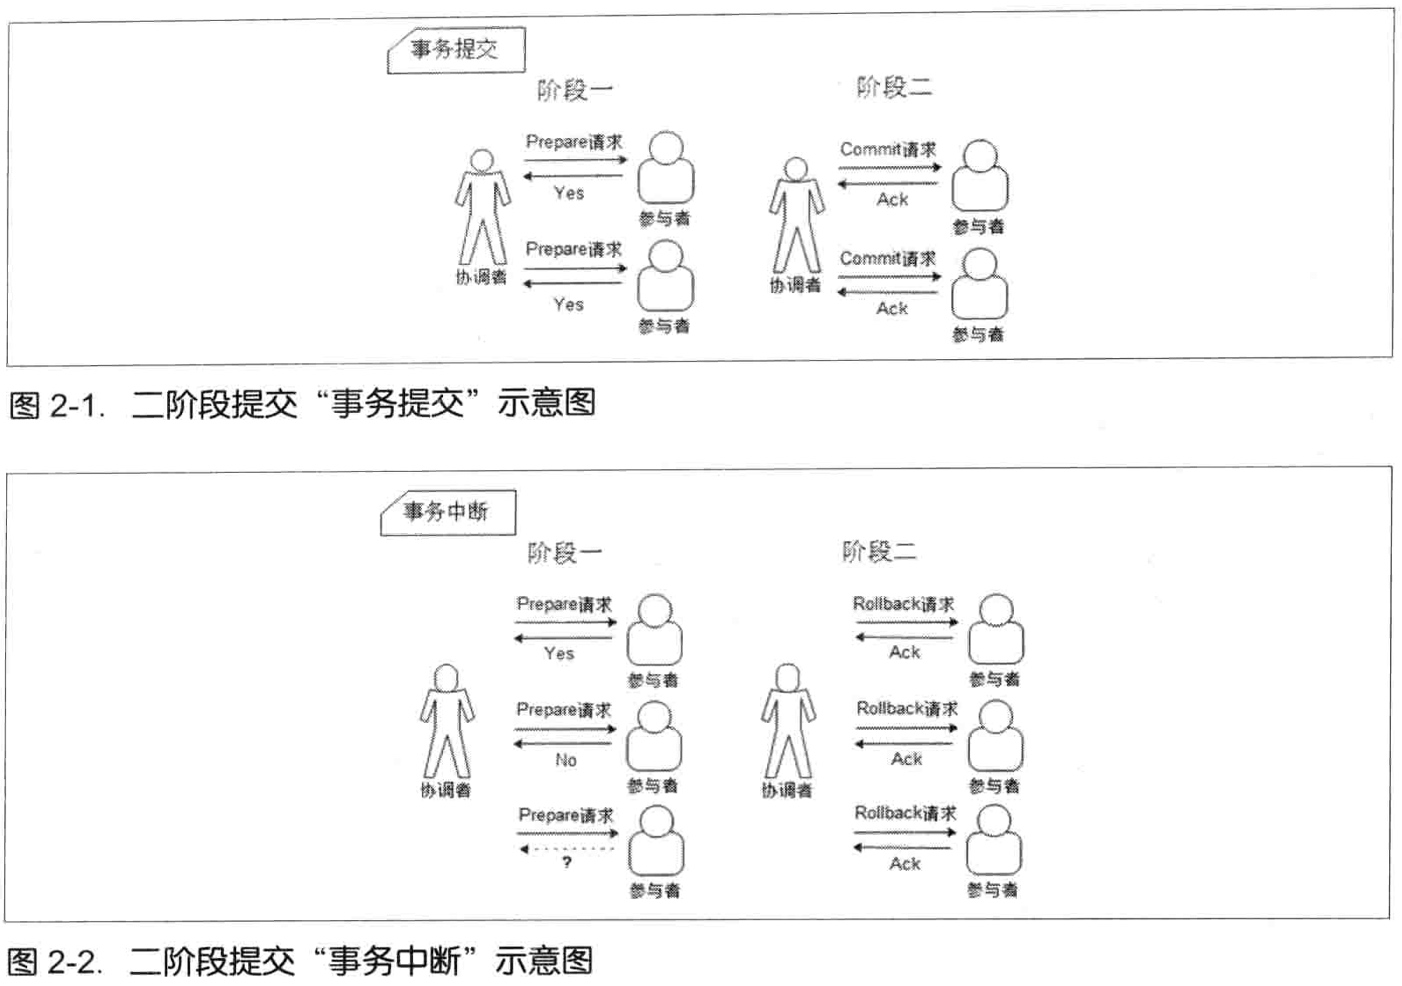 事务提交
阶段一
阶段二
Prepare请求
Yes
参与者
Prepare请求
Yes
参与者
协调者
Commit请求
Ack
参与者
Commit请求
Ack
参与者
协调者
图 2-1. 二阶段提交“事务提交”示意图
事务中断
阶段一
阶段二
Prepare请求
Yes
参与者
Prepare请求
No
参与者
协调者
Prepare请求
?
参与者
Rollback请求
Ack
参与者
Rollback请求
Ack
参与者
协调者
Rollback请求
Ack
参与者
图 2-2. 二阶段提交“事务中断”示意图